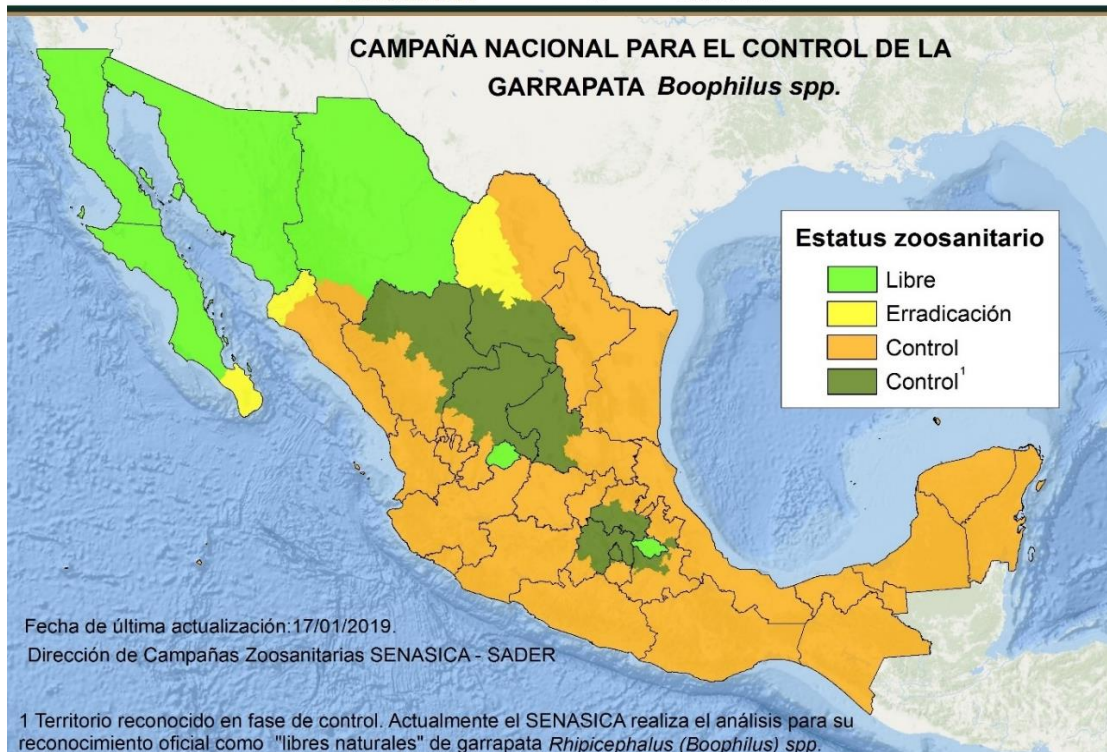 CAMPAÑA NACIONAL PARA EL CONTROL DE LA
GARRAPATA Boophilus spp.
Estatus zoosanitario
Libre
Erradicación
Control
Control¹
Fecha de última actualización:17/01/2019.
Dirección de Campañas Zoosanitarias SENASICA - SADER
1 Territorio reconocido en fase de control. Actualmente el SENASICA realiza el análisis para su
reconocimiento oficial como "libres naturales" de garrapata Rhipicephalus (Boophilus) spp.